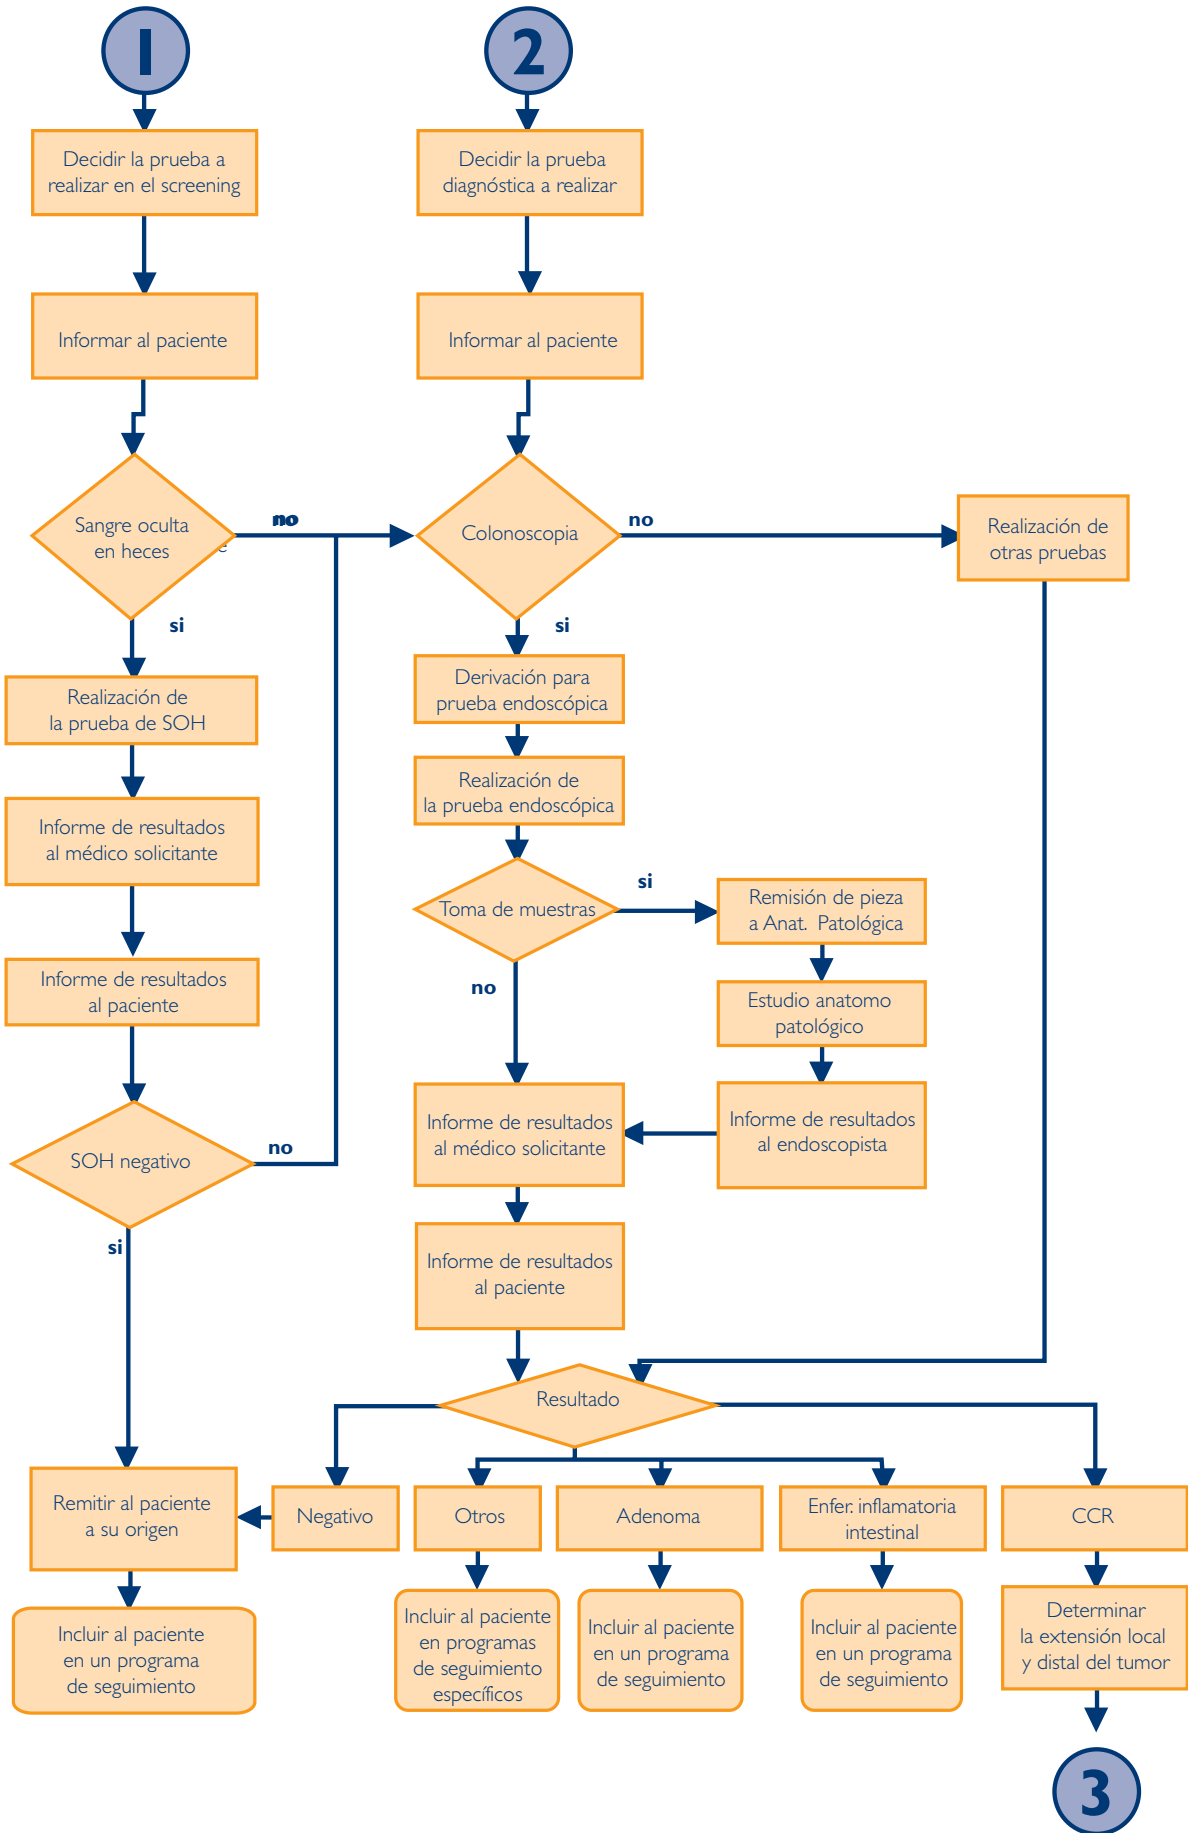 1
2
Decidir la prueba a
realizar en el screening
Decidir la prueba
diagnóstica a realizar
Informar al paciente
Informar al paciente
Sangre oculta
en heces
no
Colonoscopia
no
Realización de
otras pruebas
si
si
Realización de
la prueba de SOH
Derivación para
prueba endoscópica
Realización de
la prueba endoscópica
Informe de resultados
al médico solicitante
Toma de muestras
si
Remisión de pieza
a Anat. Patológica
no
Informe de resultados
al paciente
Estudio anatomo
patológico
Informe de resultados
al médico solicitante
Informe de resultados
al endoscopista
SOH negativo
no
si
Informe de resultados
al paciente
Resultado
Remitir al paciente
a su origen
Negativo
Otros
Adenoma
Enfer. inflamatoria
intestinal
CCR
Incluir al paciente
en un programa
de seguimiento
Incluir al paciente
en programas
de seguimiento
específicos
Incluir al paciente
en un programa
de seguimiento
Incluir al paciente
en un programa
de seguimiento
Determinar
la extensión local
y distal del tumor
3